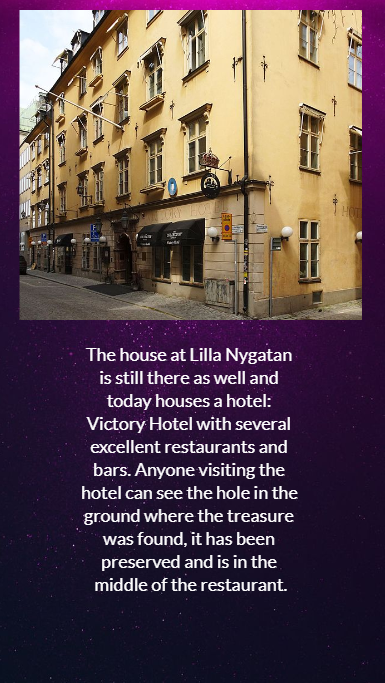 The house at Lilla Nygatan
is still there as well and
today houses a hotel:
Victory Hotel with several
excellent restaurants and
bars. Anyone visiting the
hotel can see the hole in the
ground where the treasure
was found, it has been
preserved and is in the
middle of the restaurant.